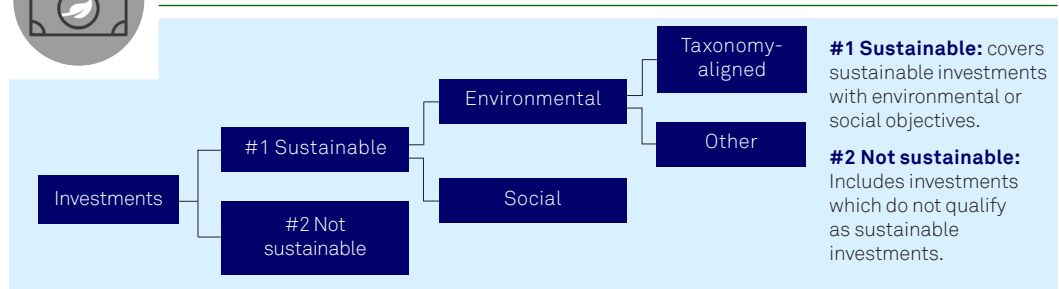 Investments
#1 Sustainable
#2 Not
sustainable
Environmental
Social
Taxonomy-
aligned
Other
#1 Sustainable: covers
sustainable investments
with environmental or
social objectives.
#2 Not sustainable:
Includes investments
which do not qualify
as sustainable
investments.